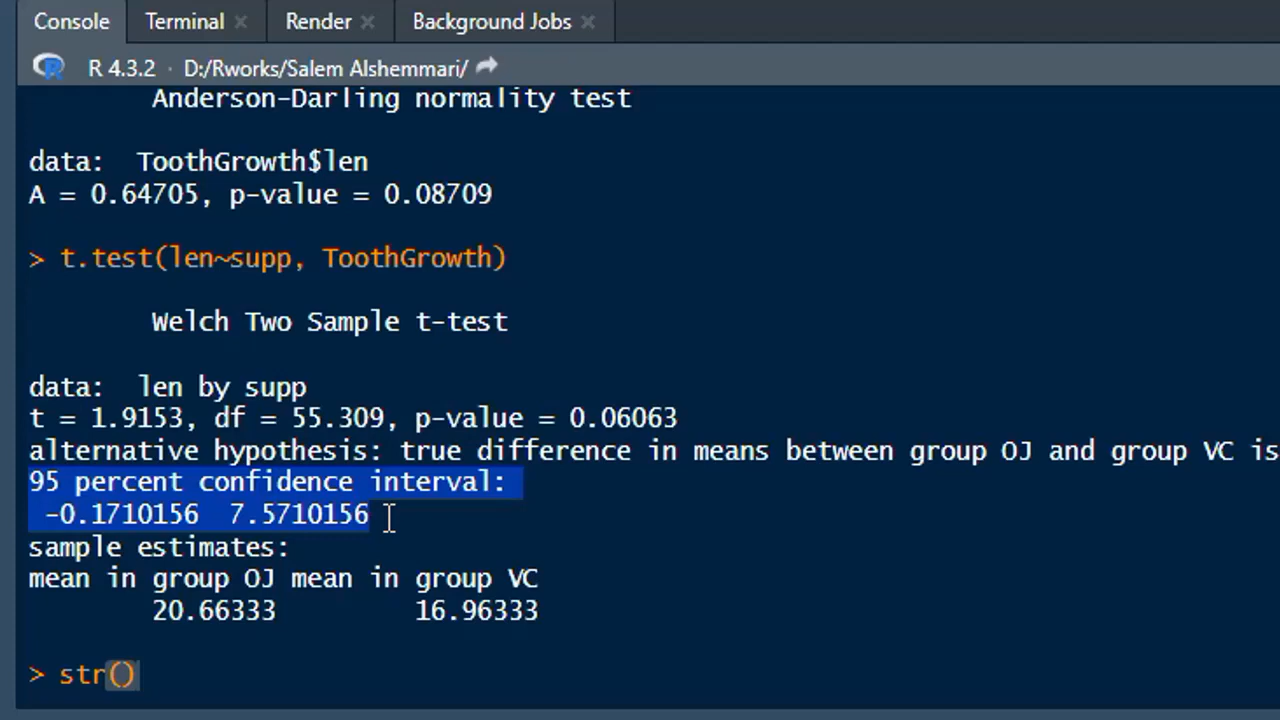 Console Terminal Render Background Jobs
R 4.3.2 · D:/Rworks/Salem Alshemmari/
Anderson-Darling normality test
data: ToothGrowth$len
A = 0.64705, p-value = 0.08709
> t.test(len~supp, ToothGrowth)
Welch Two Sample t-test
data: len by supp
t = 1.9153, df = 55.309, p-value = 0.06063
alternative hypothesis: true difference in means between group OJ and group VC is
95 percent confidence interval:
-0.1710156 7.5710156
sample estimates:
mean in group OJ mean in group VC
20.66333 16.96333
> str()